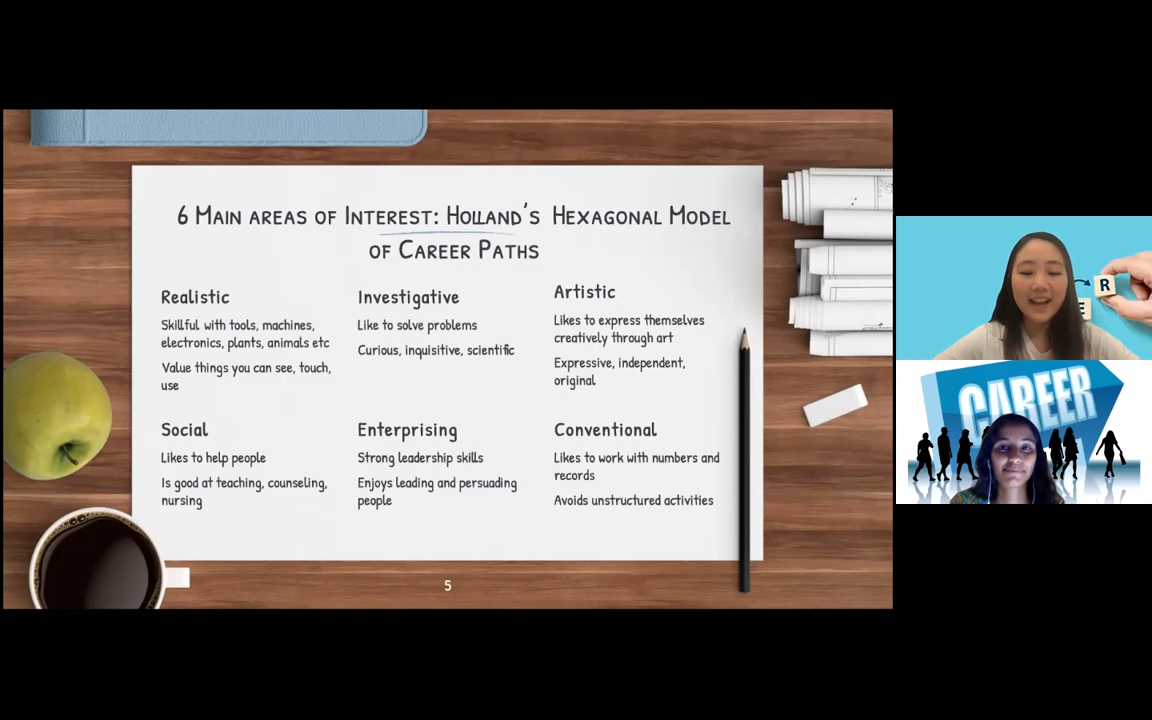 6 Main areas of Interest: Holland's Hexagonal Model
of Career Paths
Realistic
Skillful with tools, machines,
electronics, plants, animals etc
Value things you can see, touch,
use
Investigative
Like to solve problems
Curious, inquisitive, scientific
Artistic
Likes to express themselves
creatively through art
Expressive, independent,
original
Social
Likes to help people
Is good at teaching, counseling,
nursing
Enterprising
Strong leadership skills
Enjoys leading and persuading
people
Conventional
Likes to work with numbers and
records
Avoids unstructured activities
5
R
E
CAREER